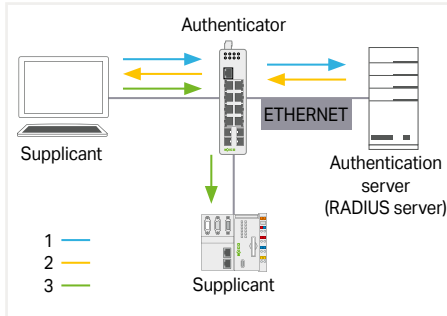 Authenticator
ETHERNET
Supplicant
Authentication
server
(RADIUS server)
1
2
3
Supplicant